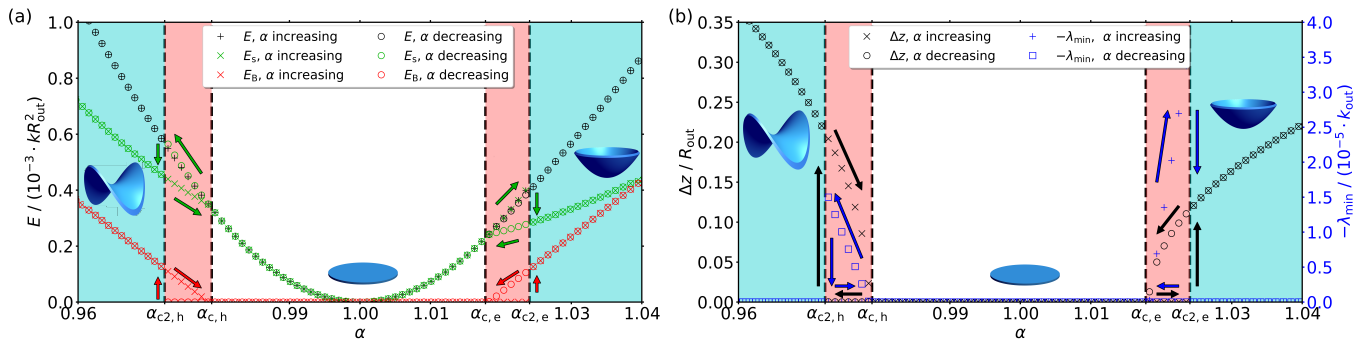 (a)
E / (10⁻³ · kR²out)
1.0
0.8
0.6
0.4
0.2
0.0
E, α increasing
Es, α increasing
EB, α increasing
E, α decreasing
Es, α decreasing
EB, α decreasing
0.96 αc2, h αc, h 0.99 1.00 1.01 αc, e αc2, e 1.03 1.04
α
(b)
Δz / Rout
0.35
0.30
0.25
0.20
0.15
0.10
0.05
0.00
Δz, α increasing
Δz, α decreasing
−λmin, α increasing
−λmin, α decreasing
4.0
3.5
3.0
2.5
2.0
1.5
1.0
0.5
0.0
−λmin / (10⁻⁵ · kout)
0.96 αc2, h αc, h 0.99 1.00 1.01 αc, e αc2, e 1.03 1.04
α